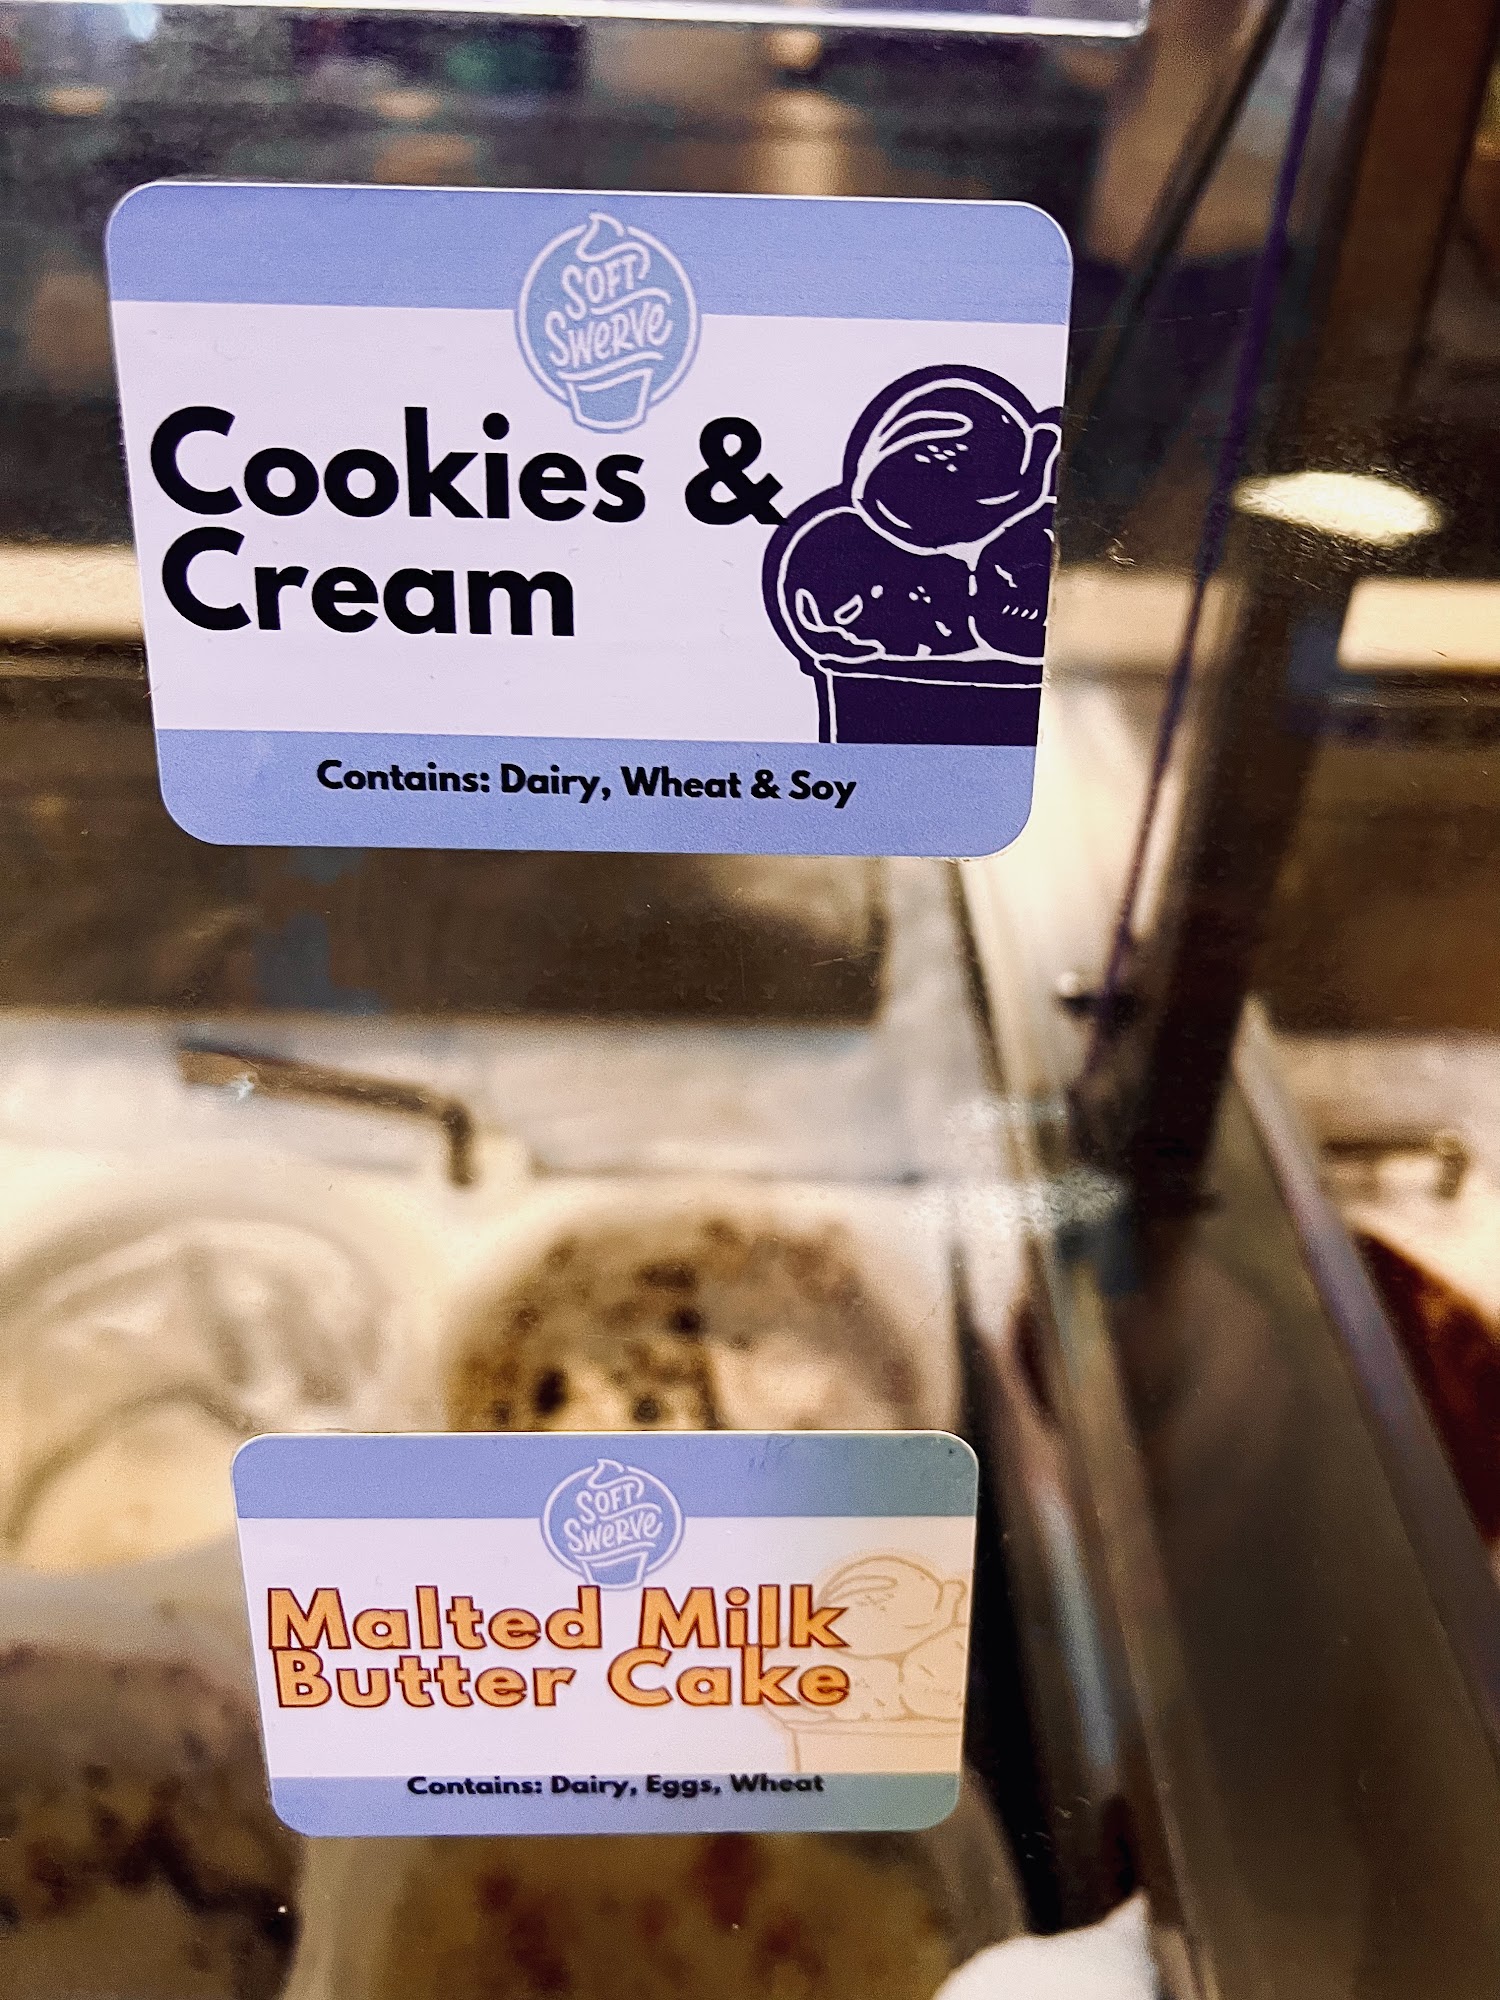 SOFT
SWERVE
Cookies &
Cream
Contains: Dairy, Wheat & Soy
SOFT
SWERVE
Malted Milk
Butter Cake
Contains: Dairy, Eggs, Wheat